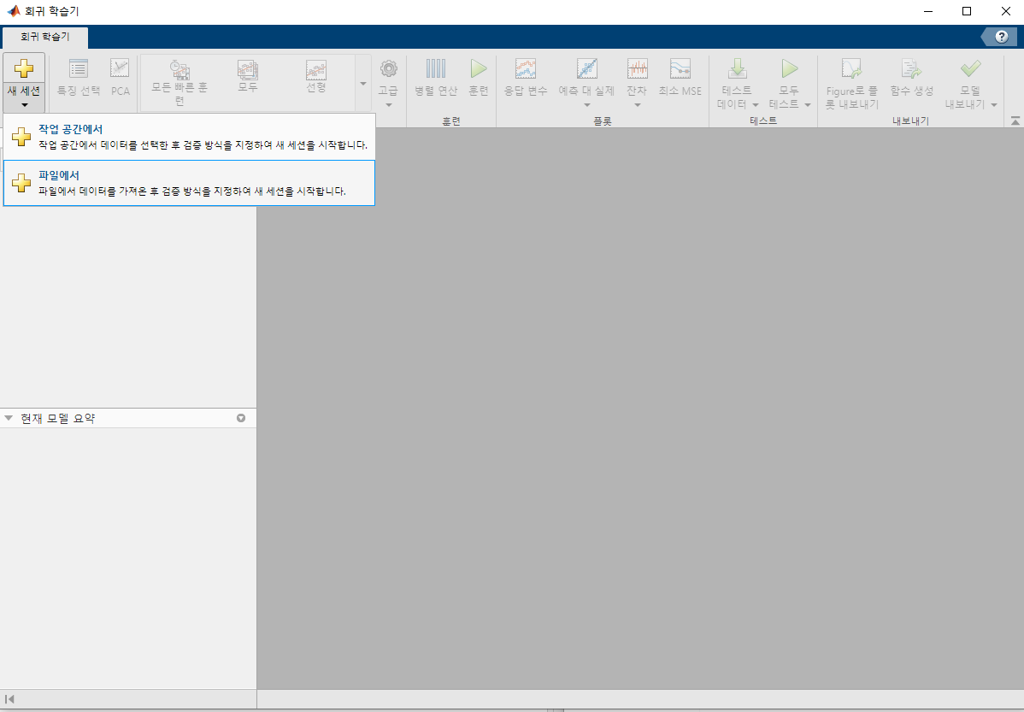 회귀 학습기
회귀 학습기
?
새 세션
특징 선택
PCA
모든 빠른 훈
련
모두
선형
고급
병렬 연산
훈련
응답 변수
예측 대 실제
잔차
최소 MSE
테스트
데이터
모두
테스트
Figure로 플
롯 내보내기
함수 생성
모델
내보내기
훈련
플롯
테스트
내보내기
작업 공간에서
작업 공간에서 데이터를 선택한 후 검증 방식을 지정하여 새 세션을 시작합니다.
파일에서
파일에서 데이터를 가져온 후 검증 방식을 지정하여 새 세션을 시작합니다.
현재 모델 요약